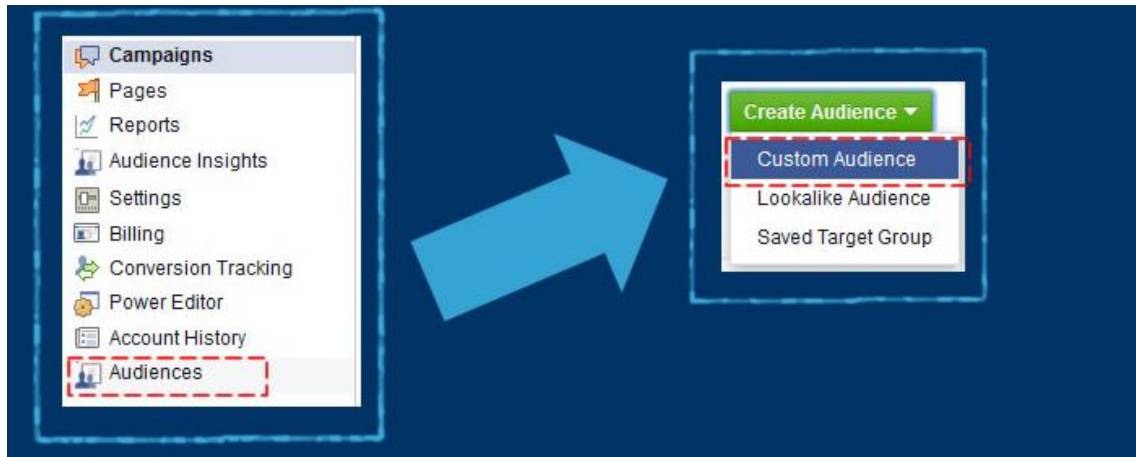 Campaigns
Pages
Reports
Audience Insights
Settings
Billing
Conversion Tracking
Power Editor
Account History
Audiences
Create Audience
Custom Audience
Lookalike Audience
Saved Target Group